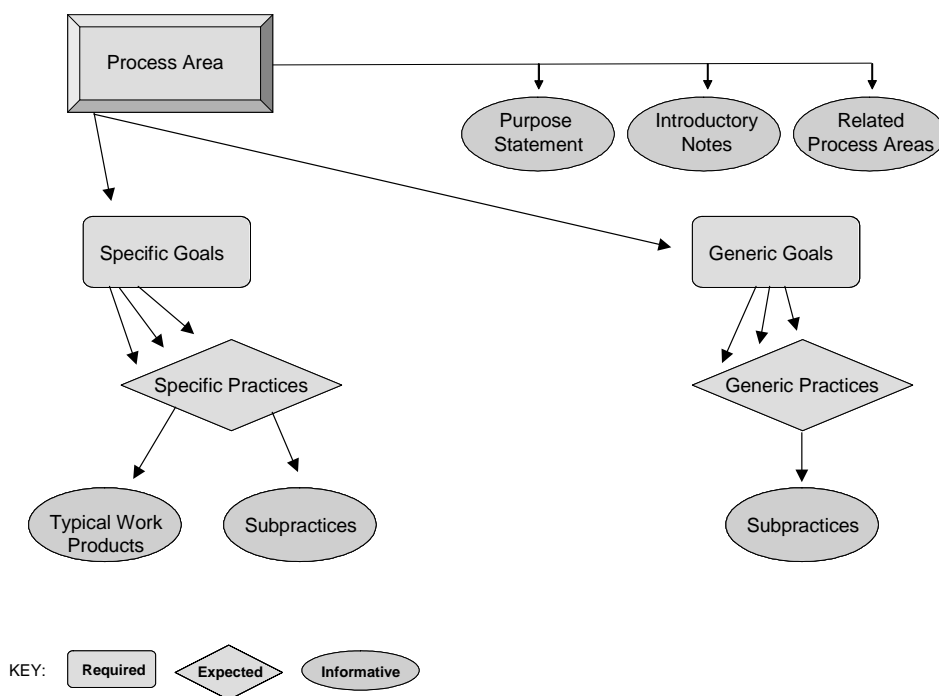 Process Area
Purpose
Statement
Introductory
Notes
Related
Process Areas
Specific Goals
Generic Goals
Specific Practices
Generic Practices
Typical Work
Products
Subpractices
Subpractices
KEY:
Required
Expected
Informative